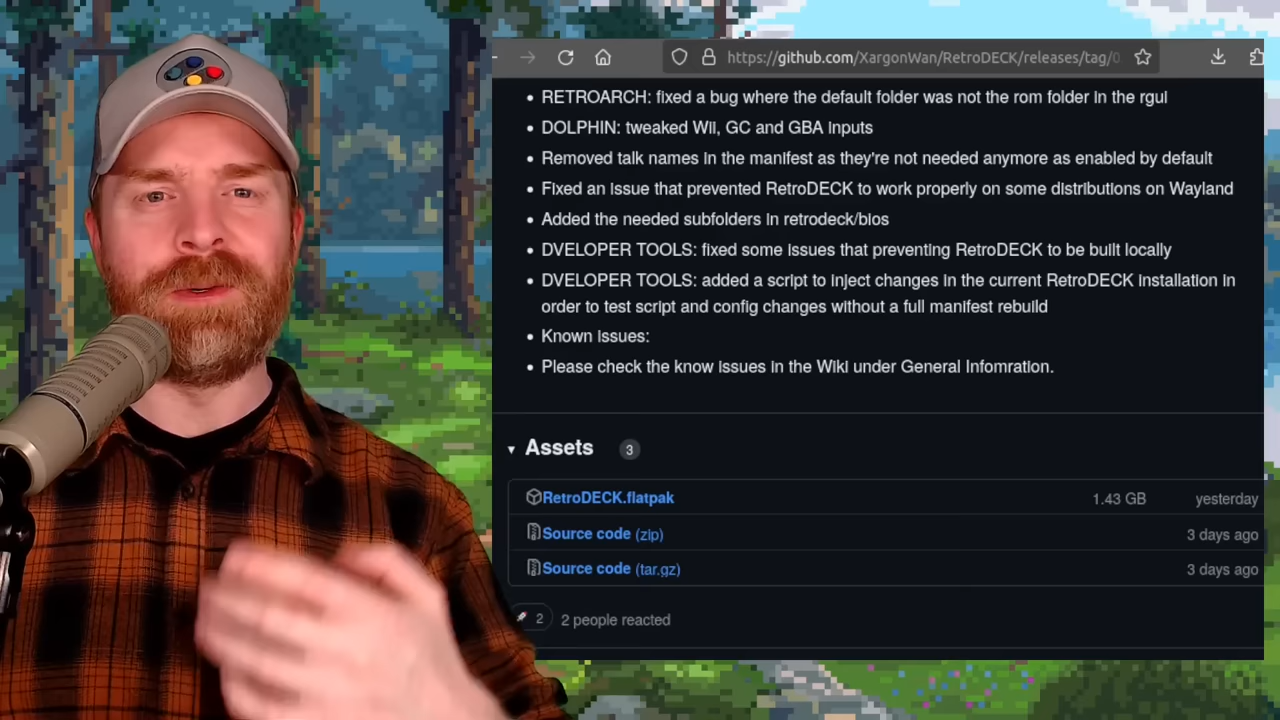 https://github.com/XargonWan/RetroDECK/releases/tag/0
• RETROARCH: fixed a bug where the default folder was not the rom folder in the rgui
• DOLPHIN: tweaked Wii, GC and GBA inputs
• Removed talk names in the manifest as they're not needed anymore as enabled by default
• Fixed an issue that prevented RetroDECK to work properly on some distributions on Wayland
• Added the needed subfolders in retrodeck/bios
• DVELOPER TOOLS: fixed some issues that preventing RetroDECK to be built locally
• DVELOPER TOOLS: added a script to inject changes in the current RetroDECK installation in
order to test script and config changes without a full manifest rebuild
• Known issues:
• Please check the know issues in the Wiki under General Infomration.
Assets 3
RetroDECK.flatpak 1.43 GB yesterday
Source code (zip) 3 days ago
Source code (tar.gz) 3 days ago
2 2 people reacted